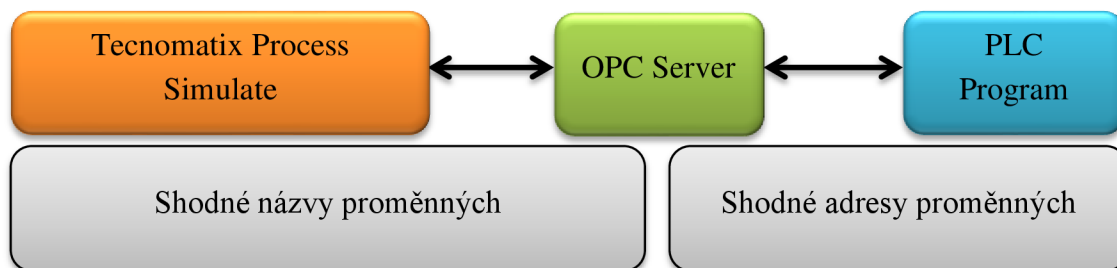 Tecnomatix Process
Simulate
OPC Server
PLC
Program
Shodné názvy proměnných
Shodné adresy proměnných